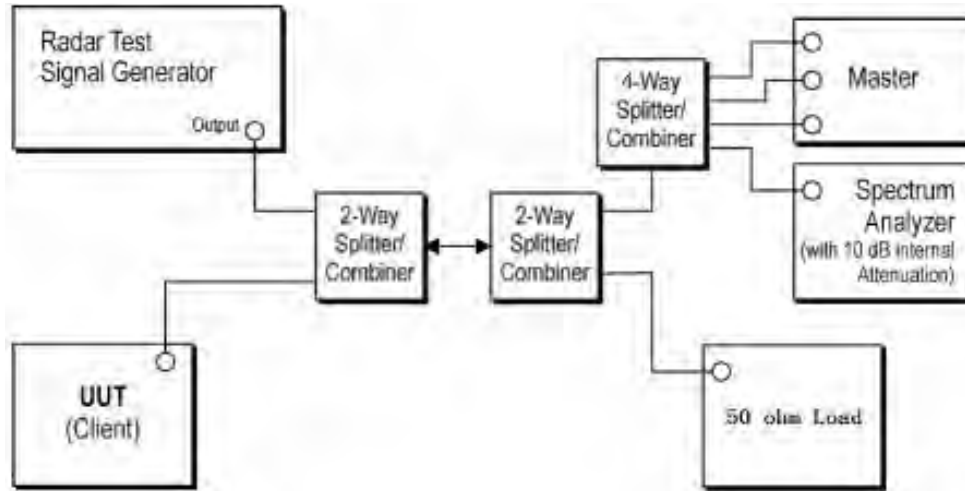 Radar Test
Signal Generator
Output
4-Way
Splitter/
Combiner
Master
2-Way
Splitter/
Combiner
2-Way
Splitter/
Combiner
Spectrum
Analyzer
(with 10 dB internal
Attenuation)
UUT
(Client)
50 ohm Load